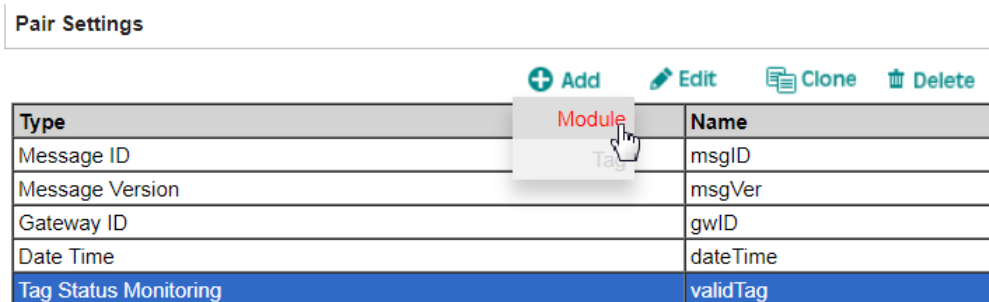 Pair Settings
Add Edit Clone Delete
Module
Tag
Type Name
Message ID msgID
Message Version msgVer
Gateway ID gwID
Date Time dateTime
Tag Status Monitoring validTag